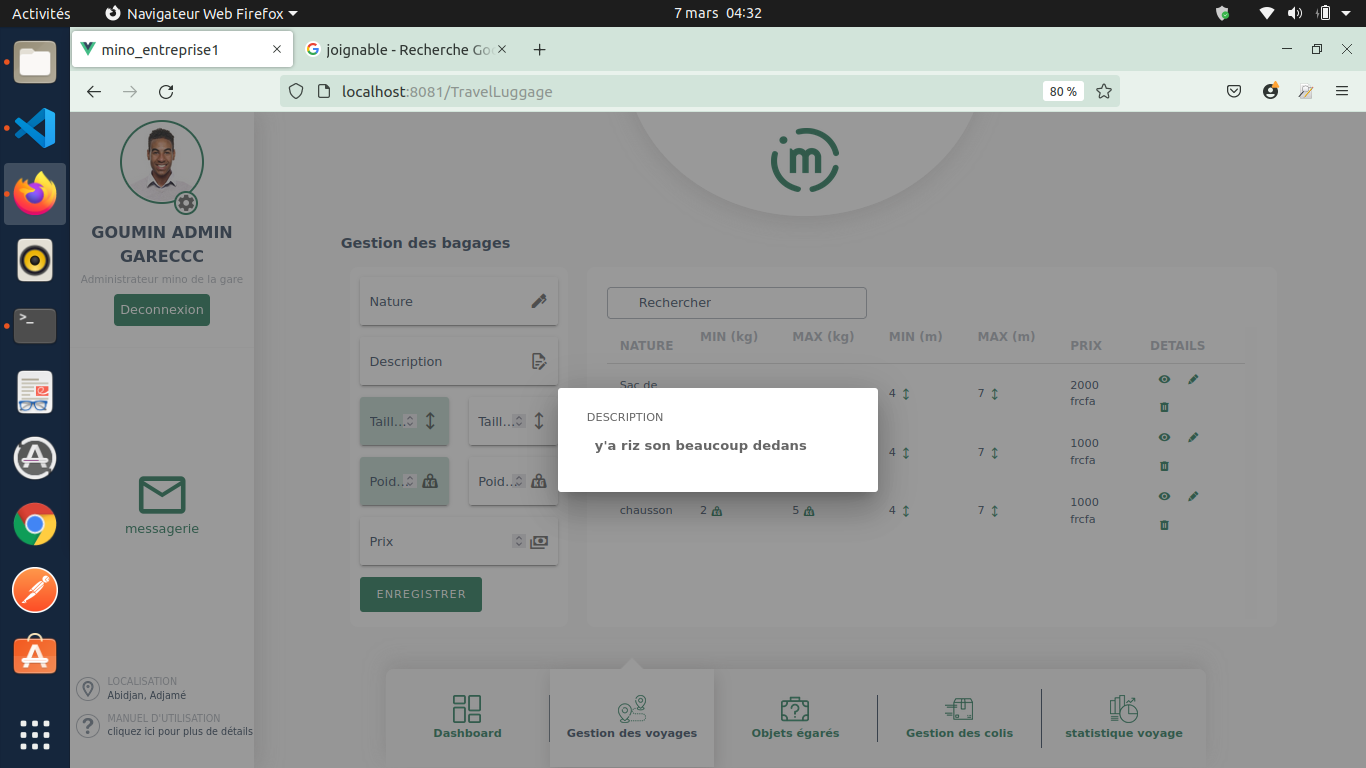 Activités
Navigateur Web Firefox
7 mars 04:32
mino_entreprise1
joignable - Recherche Goo
localhost:8081/TravelLuggage
80 %
im
GOUMIN ADMIN
GARECCC
Administrateur mino de la gare
Deconnexion
messagerie
LOCALISATION
Abidjan, Adjamé
MANUEL D'UTILISATION
cliquez ici pour plus de détails
Gestion des bagages
Nature
Description
Taill... Taill...
Poid... Poid...
Prix
ENREGISTRER
Rechercher
NATURE MIN (kg) MAX (kg) MIN (m) MAX (m) PRIX DETAILS
Sac de
4 7 2000
frcfa
4 7 1000
frcfa
chausson 2 5 4 7 1000
frcfa
DESCRIPTION
y'a riz son beaucoup dedans
Dashboard
Gestion des voyages
Objets égarés
Gestion des colis
statistique voyage